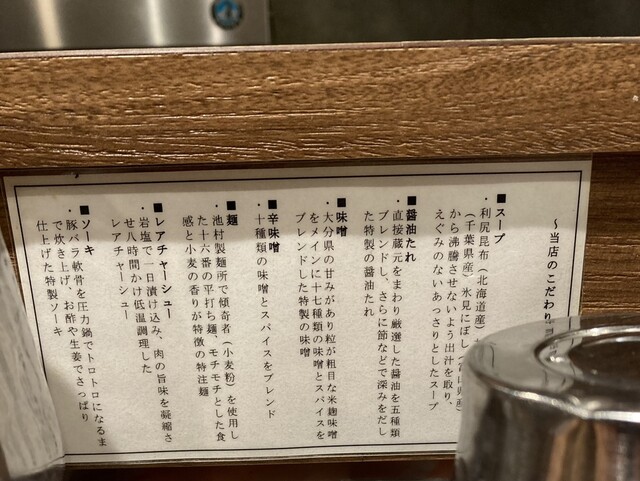 ～当店のこだわり
■スープ
・利尻昆布（北海道産）
（千葉県産）氷見にぼし
から沸騰させないよう出汁を取り、
えぐみのないあっさりとしたスープ
■醤油たれ
・直接蔵元をまわり厳選した醤油を五種類
ブレンドし、さらに節などで深みをだし
た特製の醤油たれ
■味噌
・大分県の甘みがあり粒が粗目な米麹味噌
をメインに十七種類の味噌とスパイスを
ブレンドした特製の味噌
■辛味噌
・十種類の味噌とスパイスをブレンド
■麺
・池村製麺所で傾奇者（小麦粉）を使用し
た十六番の平打ち麺、モチモチとした食
感と小麦の香りが特徴の特注麺
■レアチャーシュー
・岩塩で一日漬け込み、肉の旨味を凝縮さ
せ八時間かけ低温調理した
レアチャーシュー
■ソーキ
・豚バラ軟骨を圧力鍋でトロトロになるま
で炊き上げ、お酢や生姜でさっぱり
仕上げた特製ソーキ